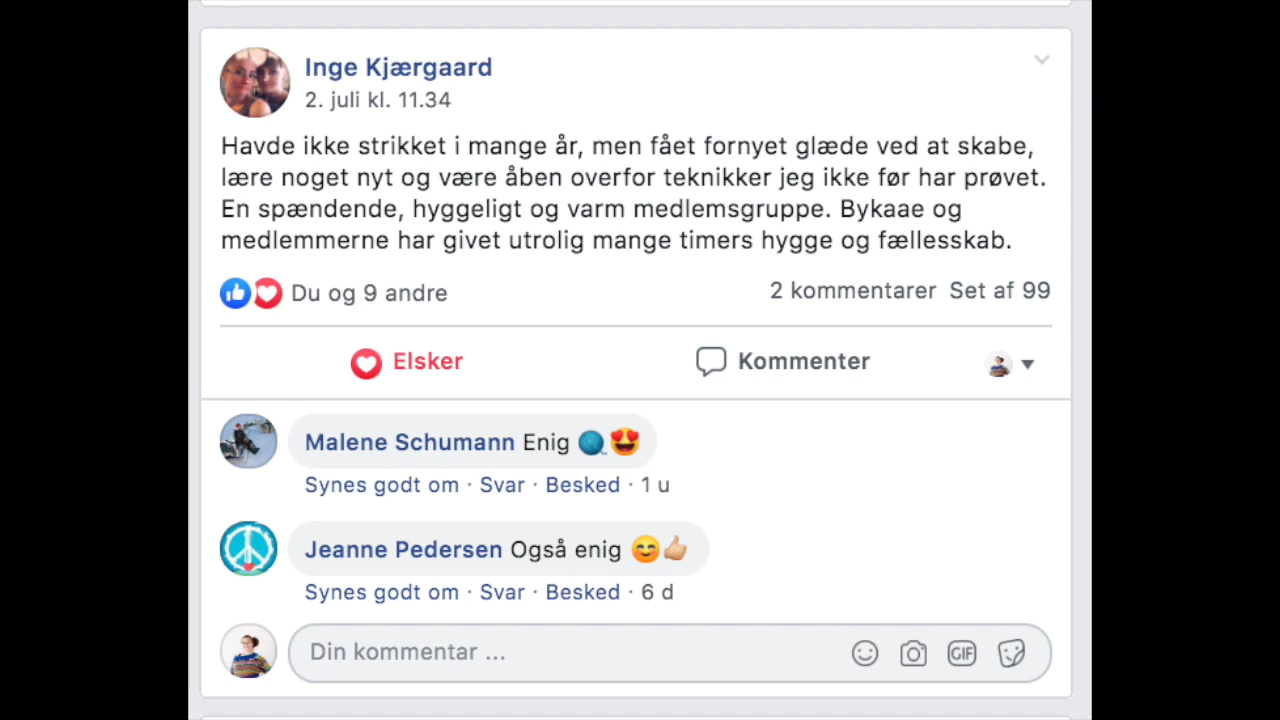 Inge Kjærgaard
2. juli kl. 11.34
Havde ikke strikket i mange år, men fået fornyet glæde ved at skabe,
lære noget nyt og være åben overfor teknikker jeg ikke før har prøvet.
En spændende, hyggeligt og varm medlemsgruppe. Bykaae og
medlemmerne har givet utrolig mange timers hygge og fællesskab.
Du og 9 andre
2 kommentarer Set af 99
Elsker
Kommenter
Malene Schumann Enig
Synes godt om · Svar · Besked · 1 u
Jeanne Pedersen Også enig 😊👍🏼
Synes godt om · Svar · Besked · 6 d
Din kommentar ...
GIF